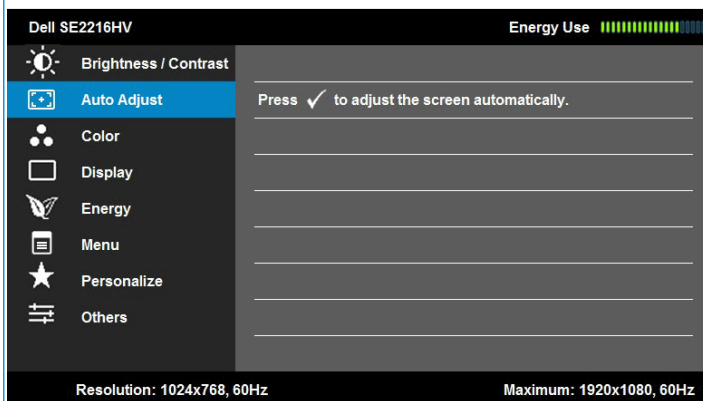 Dell SE2216HV Energy Use
Brightness / Contrast
Auto Adjust Press ✓ to adjust the screen automatically.
Color
Display
Energy
Menu
Personalize
Others
Resolution: 1024x768, 60Hz Maximum: 1920x1080, 60Hz